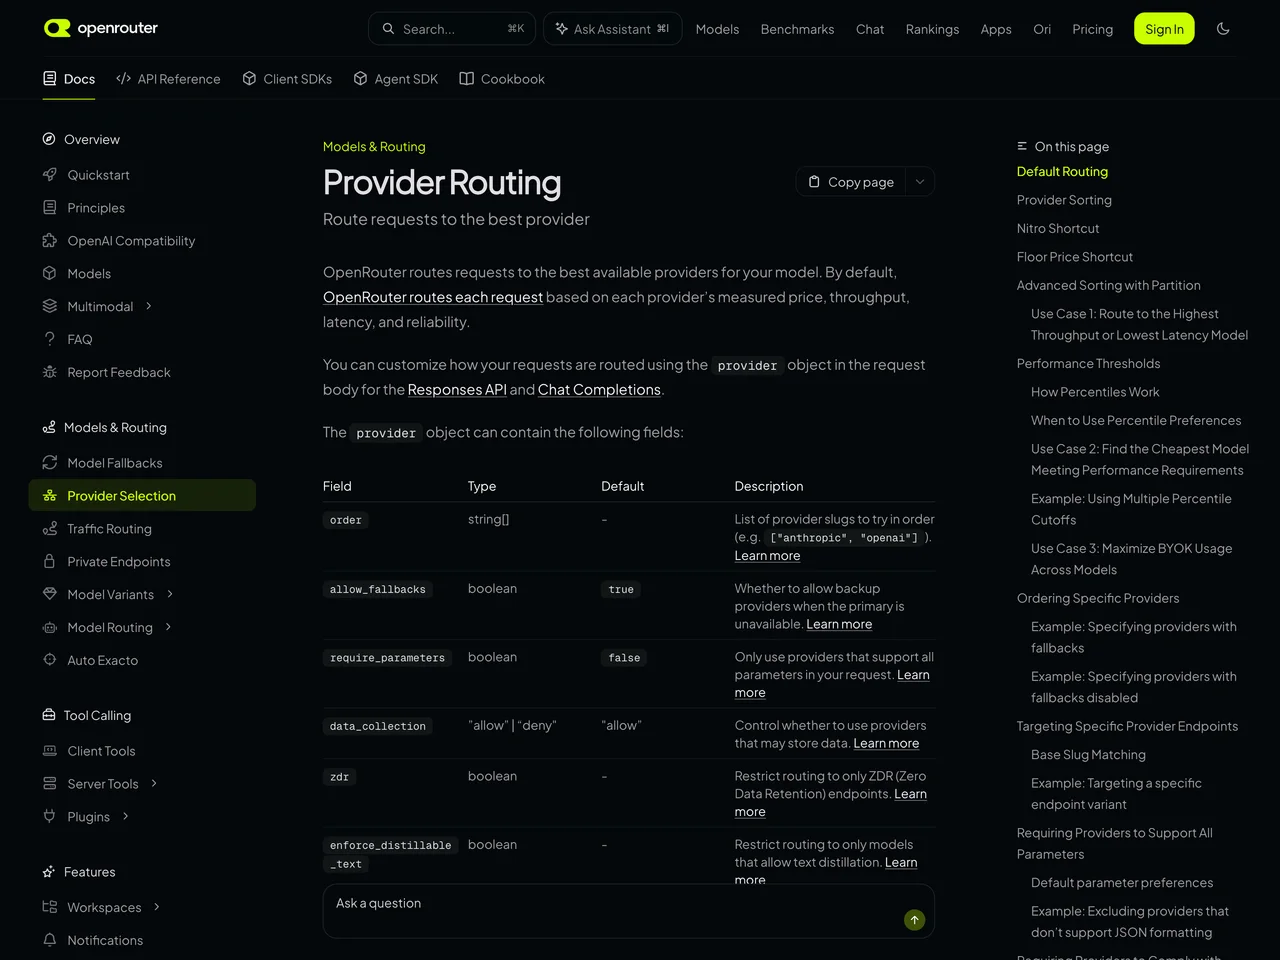 openrouter
Search...
⌘K
Ask Assistant ⌘I
Models
Benchmarks
Chat
Rankings
Apps
Ori
Pricing
Sign In
Docs
API Reference
Client SDKs
Agent SDK
Cookbook
Overview
Quickstart
Principles
OpenAI Compatibility
Models
Multimodal
FAQ
Report Feedback
Models & Routing
Model Fallbacks
Provider Selection
Traffic Routing
Private Endpoints
Model Variants
Model Routing
Auto Exacto
Tool Calling
Client Tools
Server Tools
Plugins
Features
Workspaces
Notifications
Models & Routing
Provider Routing
Copy page
Route requests to the best provider
OpenRouter routes requests to the best available providers for your model. By default,
OpenRouter routes each request based on each provider's measured price, throughput,
latency, and reliability.
You can customize how your requests are routed using the provider object in the request
body for the Responses API and Chat Completions.
The provider object can contain the following fields:
Field Type Default Description
order string[] - List of provider slugs to try in order
(e.g. ["anthropic", "openai"] ).
Learn more
allow_fallbacks boolean true Whether to allow backup
providers when the primary is
unavailable. Learn more
require_parameters boolean false Only use providers that support all
parameters in your request. Learn
more
data_collection "allow" | "deny" "allow" Control whether to use providers
that may store data. Learn more
zdr boolean - Restrict routing to only ZDR (Zero
Data Retention) endpoints. Learn
more
enforce_distillable boolean - Restrict routing to only models
_text that allow text distillation. Learn
more
Ask a question
On this page
Default Routing
Provider Sorting
Nitro Shortcut
Floor Price Shortcut
Advanced Sorting with Partition
Use Case 1: Route to the Highest
Throughput or Lowest Latency Model
Performance Thresholds
How Percentiles Work
When to Use Percentile Preferences
Use Case 2: Find the Cheapest Model
Meeting Performance Requirements
Example: Using Multiple Percentile
Cutoffs
Use Case 3: Maximize BYOK Usage
Across Models
Ordering Specific Providers
Example: Specifying providers with
fallbacks
Example: Specifying providers with
fallbacks disabled
Targeting Specific Provider Endpoints
Base Slug Matching
Example: Targeting a specific
endpoint variant
Requiring Providers to Support All
Parameters
Default parameter preferences
Example: Excluding providers that
don't support JSON formatting
Requiring Providers to Comply with